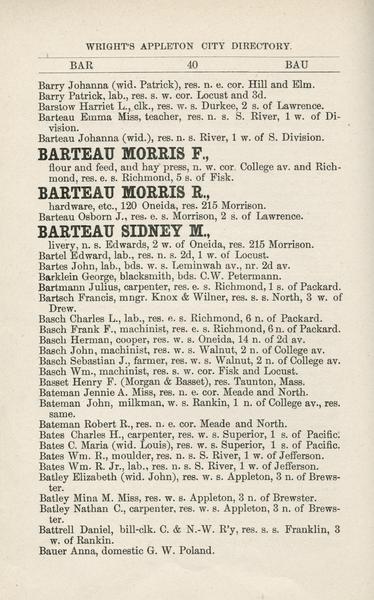 WRIGHT'S APPLETON CITY DIRECTORY.
BAR 40 BAU
Barry Johanna (wid. Patrick), res. n. e. cor. Hill and Elm.
Barry Patrick, lab., res. s. w. cor. Locust and 3d.
Barstow Harriet L., clk., res. w. s. Durkee, 2 s. of Lawrence.
Barteau Emma Miss, teacher, res. n. s. S. River, 1 w. of Di-
vision.
Barteau Johanna (wid.), res. n. s. River, 1 w. of S. Division.
BARTEAU MORRIS F.,
flour and feed, and hay press, n. w. cor. College av. and Rich-
mond, res. e. s. Richmond, 5 s. of Fisk.
BARTEAU MORRIS R.,
hardware, etc., 120 Oneida, res. 215 Morrison.
Barteau Osborn J., res. e. s. Morrison, 2 s. of Lawrence.
BARTEAU SIDNEY M.,
livery, n. s. Edwards, 2 w. of Oneida, res. 215 Morrison.
Bartel Edward, lab., res. n. s. 2d, 1 w. of Locust.
Bartes John, lab., bds. w. s. Leminwah av., nr. 2d av.
Barklein George, blacksmith, bds. C.W. Petermann.
Bartmann Julius, carpenter, res. e. s. Richmond, 1 s. of Packard.
Bartsch Francis, mngr. Knox & Wilner, res. s. s. North, 3 w. of
Drew.
Basch Charles L., lab., res. e. s. Richmond, 6 n. of Packard.
Basch Frank F., machinist, res. e. s. Richmond, 6 n. of Packard.
Basch Herman, cooper, res. w. s. Oneida, 14 n. of 2d av.
Basch John, machinist, res. w. s. Walnut, 2 n. of College av.
Basch Sebastian J., farmer, res. w. s. Walnut, 2 n. of College av.
Basch Wm., machinist, res. s. w. cor. Fisk and Locust.
Basset Henry F. (Morgan & Basset), res. Taunton, Mass.
Bateman Jennie A. Miss, res. n. e. cor. Meade and North.
Bateman John, milkman, w. s. Rankin, 1 n. of College av., res.
same.
Bateman Robert R., res. n. e. cor. Meade and North.
Bates Charles H., carpenter, res. w. s. Superior, 1 s. of Pacific.
Bates C. Maria (wid. Louis), res. w. s. Superior, 1 s. of Pacific.
Bates Wm. R., moulder, res. n. s. S. River, 1 w. of Jefferson.
Bates Wm. R. Jr., lab., res. n. s. S. River, 1 w. of Jefferson.
Batley Elizabeth (wid. John), res. w. s. Appleton, 3 n. of Brews-
ter.
Batley Mina M. Miss, res. w. s. Appleton, 3 n. of Brewster.
Batley Nathan C., carpenter, res. w. s. Appleton, 3 n. of Brews-
ter.
Battrell Daniel, bill-clk. C. & N.-W. R'y, res. s. s. Franklin, 3
w. of Rankin.
Bauer Anna, domestic G. W. Poland.